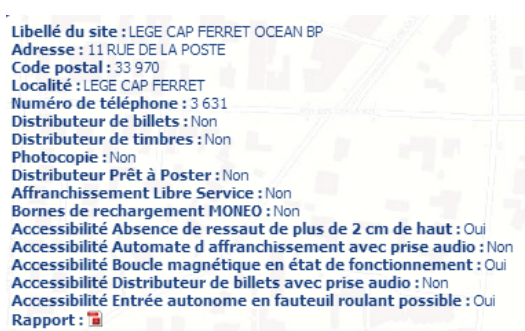 Libellé du site : LEGE CAP FERRET OCEAN BP
Adresse : 11 RUE DE LA POSTE
Code postal : 33 970
Localité : LEGE CAP FERRET
Numéro de téléphone : 3 631
Distributeur de billets : Non
Distributeur de timbres : Non
Photocopie : Non
Distributeur Prêt à Poster : Non
Affranchissement Libre Service : Non
Bornes de rechargement MONEO : Non
Accessibilité Absence de ressaut de plus de 2 cm de haut : Oui
Accessibilité Automate d affranchissement avec prise audio : Non
Accessibilité Boucle magnétique en état de fonctionnement : Oui
Accessibilité Distributeur de billets avec prise audio : Non
Accessibilité Entrée autonome en fauteuil roulant possible : Oui
Rapport :